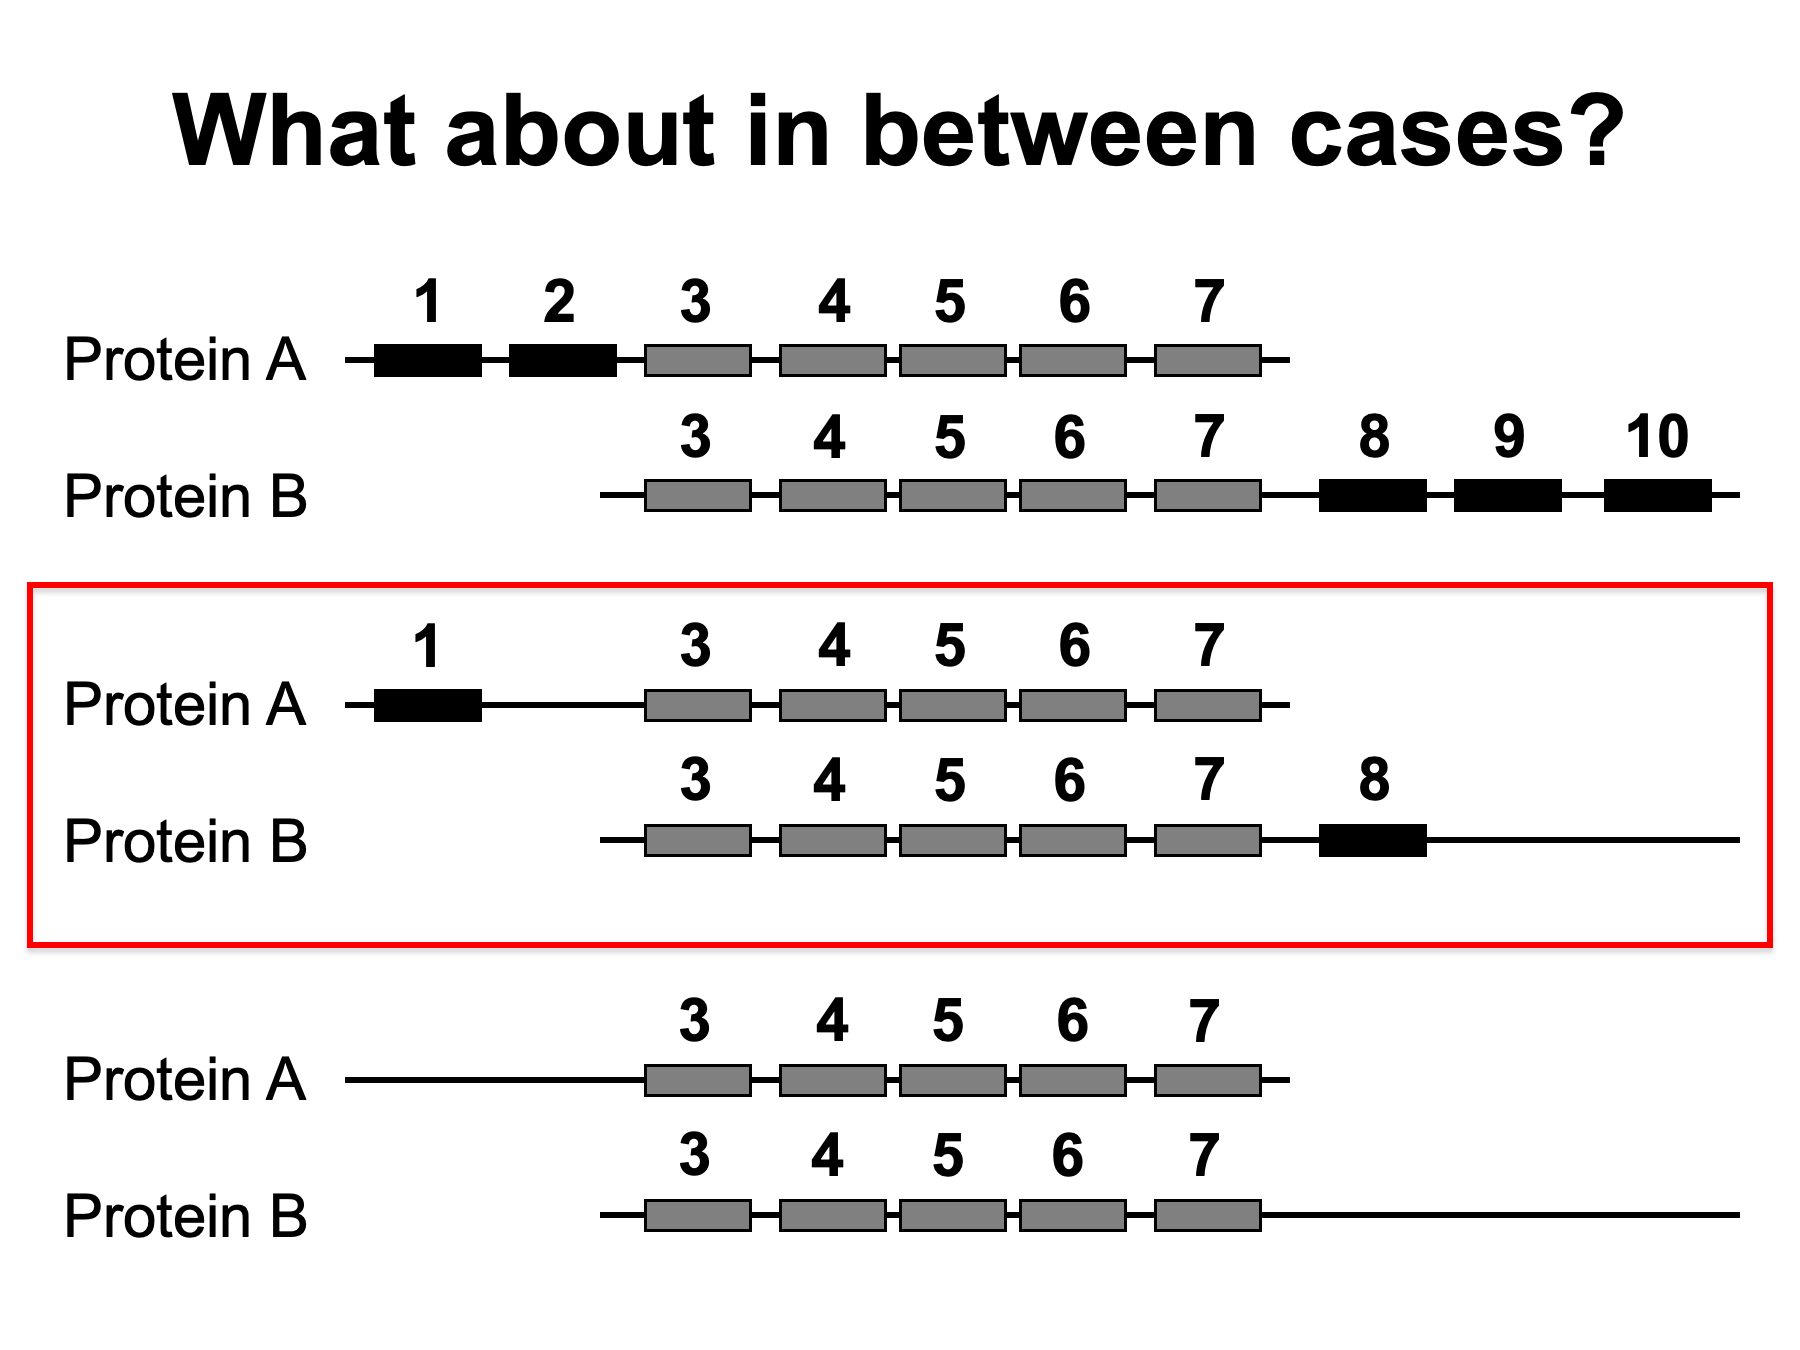 What about in between cases?
1 2 3 4 5 6 7
Protein A
3 4 5 6 7 8 9 10
Protein B
1 3 4 5 6 7
Protein A
3 4 5 6 7 8
Protein B
3 4 5 6 7
Protein A
3 4 5 6 7
Protein B